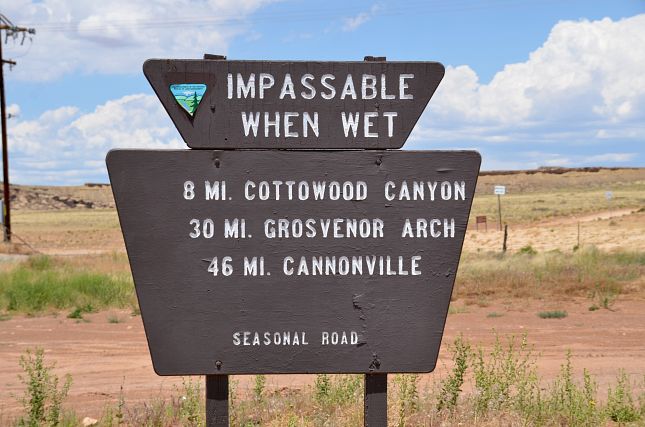 IMPASSABLE
WHEN WET
8 MI. COTTOWOOD CANYON
30 MI. GROSVENOR ARCH
46 MI. CANNONVILLE
SEASONAL ROAD